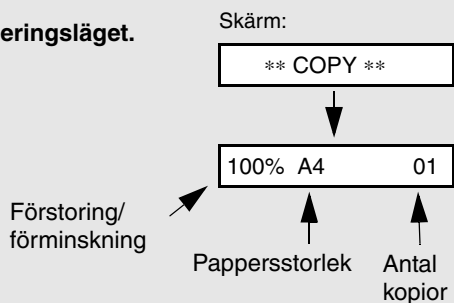 eringsläget.
Skärm:
** COPY **
100% A4 01
Förstoring/
förminskning
Pappersstorlek
Antal
kopior